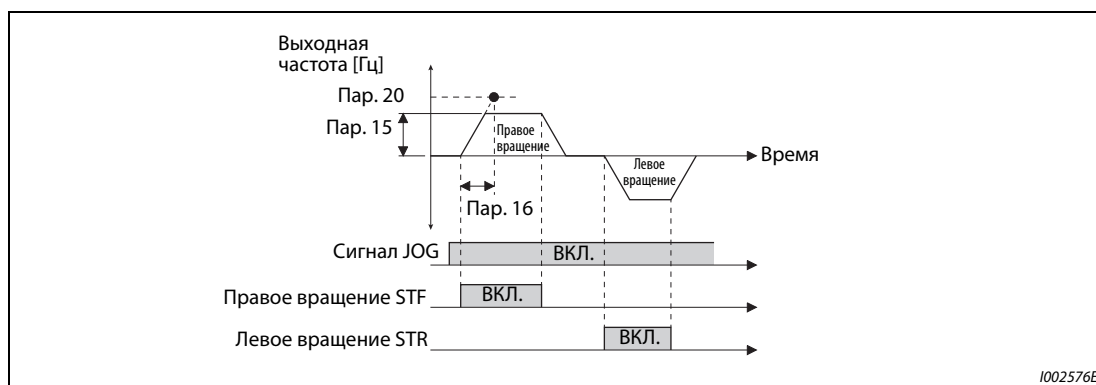 Выходная
частота [Гц]
Пар. 20
Пар. 15
Правое
вращение
Время
Левое
вращение
Пар. 16
Сигнал JOG
ВКЛ.
Правое вращение STF
ВКЛ.
Левое вращение STR
ВКЛ.
I002576E